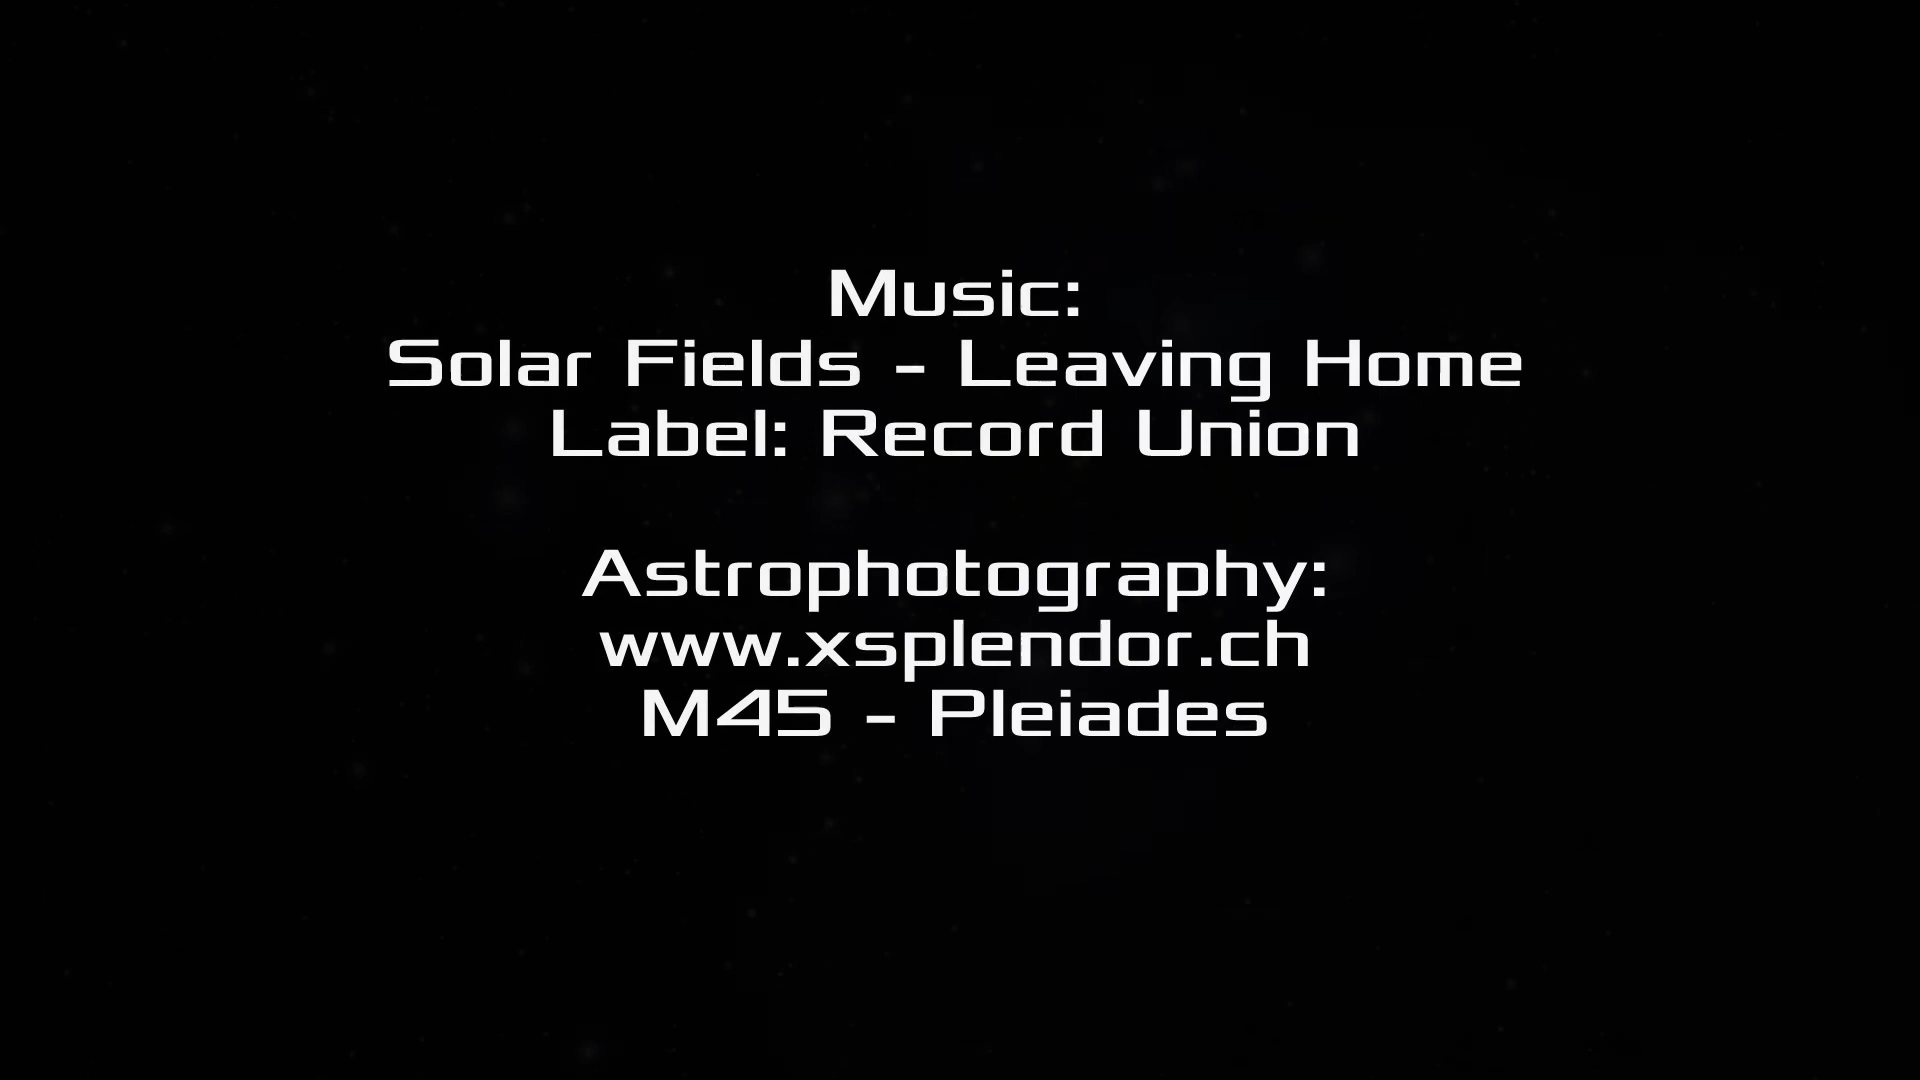 Music:
Solar Fields - Leaving Home
Label: Record Union
Astrophotography:
www.xsplendor.ch
M45 - Pleiades